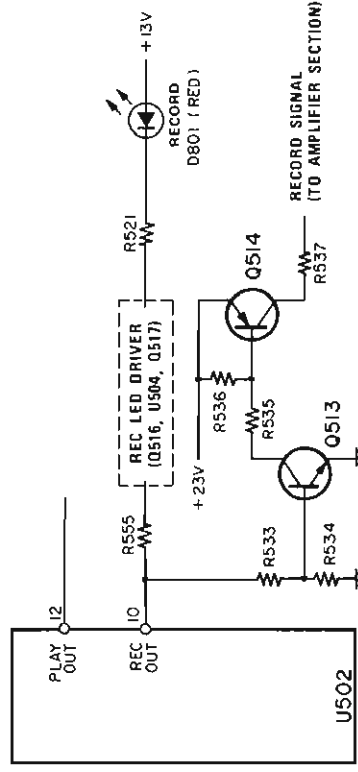 U502
PLAY
OUT
12
REC
OUT
10
R555
REC LED DRIVER
(Q516, U504, Q517)
R521
RECORD
D801 (RED)
+13V
R533
R534
Q513
R535
R536
+23V
Q514
R537
RECORD SIGNAL
(TO AMPLIFIER SECTION)